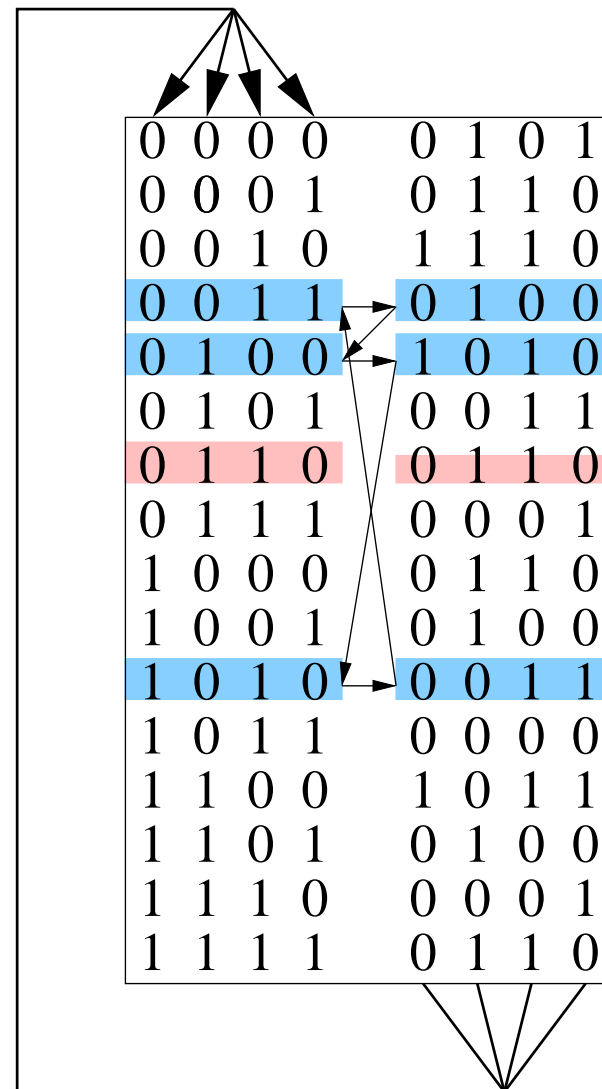 0 0 0 0 0 1 0 1
0 0 0 1 0 1 1 0
0 0 1 0 1 1 1 0
0 0 1 1 0 1 0 0
0 1 0 0 1 0 1 0
0 1 0 1 0 0 1 1
0 1 1 0 0 1 1 0
0 1 1 1 0 0 0 1
1 0 0 0 0 1 1 0
1 0 0 1 0 1 0 0
1 0 1 0 0 0 1 1
1 0 1 1 0 0 0 0
1 1 0 0 1 0 1 1
1 1 0 1 0 1 0 0
1 1 1 0 0 0 0 1
1 1 1 1 0 1 1 0